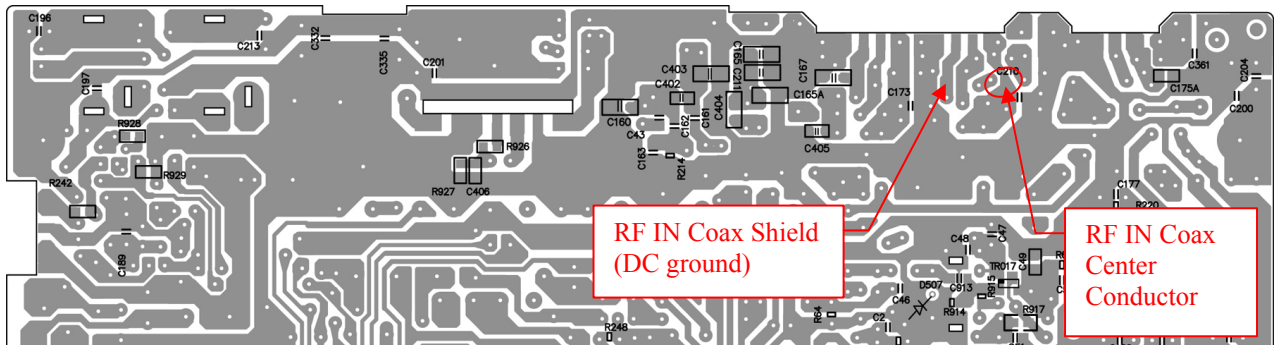 C196
C213
C332
C335
C201
C197
R928
R929
R242
C189
R927
C406
R926
C160
C43
C163
R214
C162
C161
C402
C403
C404
C211
C165
C165A
C167
C405
C173
C210
C361
C175A
C204
C200
C177
R220
RF IN Coax Shield
(DC ground)
RF IN Coax
Center
Conductor
C48
C47
TR017
C49
C913
R915
D507
C46
R914
R917
R64
C2
R248